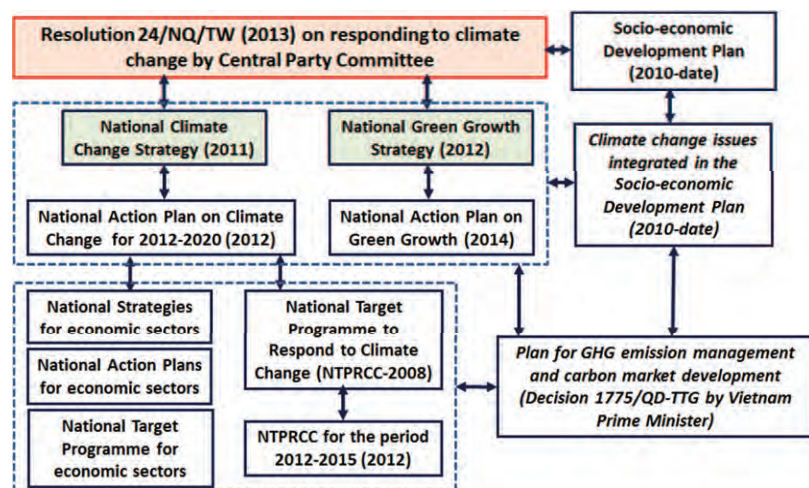 Resolution 24/NQ/TW (2013) on responding to climate
change by Central Party Committee
Socio-economic
Development Plan
(2010-date)
National Climate
Change Strategy (2011)
National Green Growth
Strategy (2012)
Climate change issues
integrated in the
Socio-economic
Development Plan
(2010-date)
National Action Plan on Climate
Change for 2012-2020 (2012)
National Action Plan on
Green Growth (2014)
National Strategies
for economic sectors
National Action Plans
for economic sectors
National Target
Programme for
economic sectors
National Target
Programme to
Respond to Climate
Change (NTPRCC-2008)
NTPRCC for the period
2012-2015 (2012)
Plan for GHG emission management
and carbon market development
(Decision 1775/QD-TTG by Vietnam
Prime Minister)